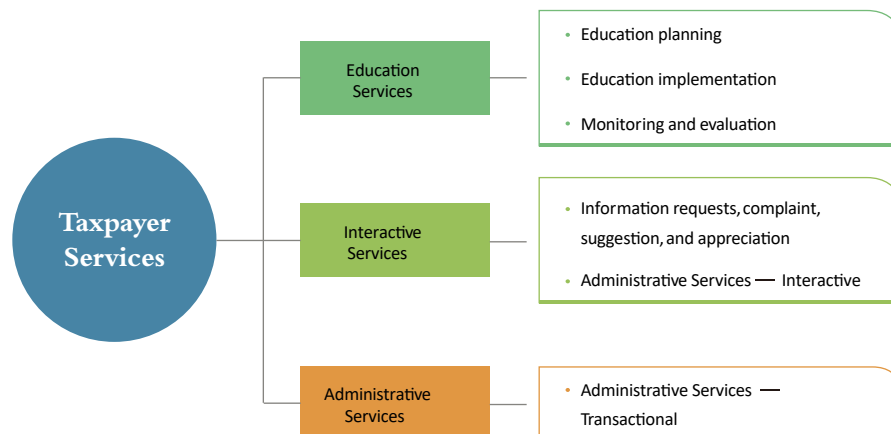 Taxpayer
Services
Education
Services
• Education planning
• Education implementation
• Monitoring and evaluation
Interactive
Services
• Information requests, complaint,
suggestion, and appreciation
• Administrative Services — Interactive
Administrative
Services
• Administrative Services —
Transactional